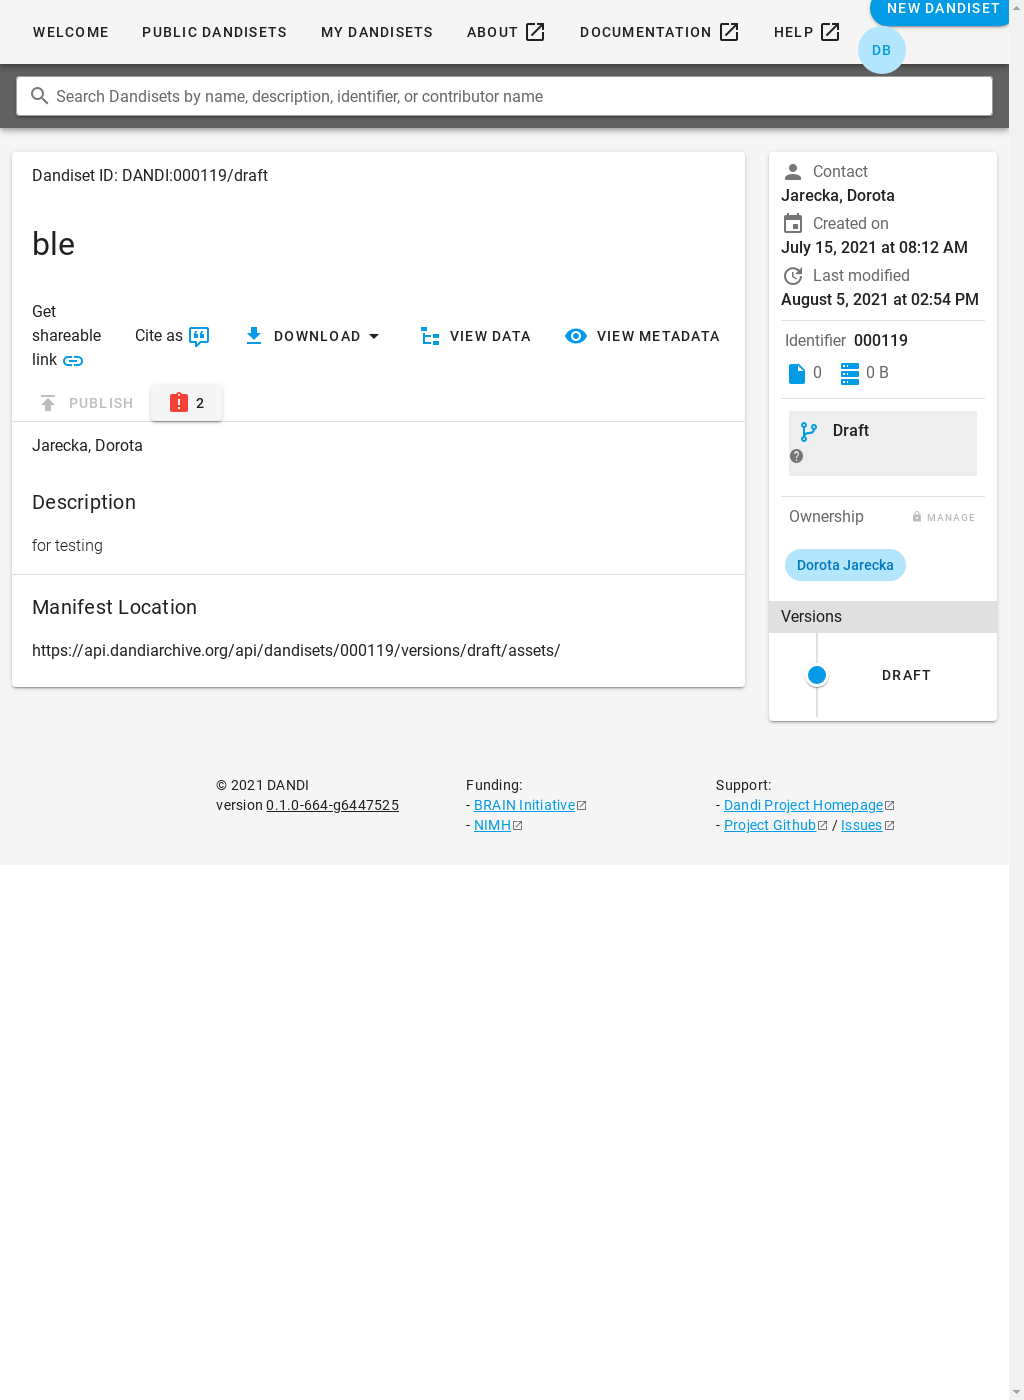 WELCOME
PUBLIC DANDISETS
MY DANDISETS
ABOUT
DOCUMENTATION
HELP
NEW DANDISET
DB
Search Dandisets by name, description, identifier, or contributor name
Dandiset ID: DANDI:000119/draft
ble
Get
shareable
link
Cite as
DOWNLOAD
VIEW DATA
VIEW METADATA
PUBLISH
2
Jarecka, Dorota
Description
for testing
Manifest Location
https://api.dandiarchive.org/api/dandisets/000119/versions/draft/assets/
Contact
Jarecka, Dorota
Created on
July 15, 2021 at 08:12 AM
Last modified
August 5, 2021 at 02:54 PM
Identifier 000119
0
0 B
Draft
Ownership
MANAGE
Dorota Jarecka
Versions
DRAFT
© 2021 DANDI
version 0.1.0-664-g6447525
Funding:
- BRAIN Initiative
- NIMH
Support:
- Dandi Project Homepage
- Project Github / Issues